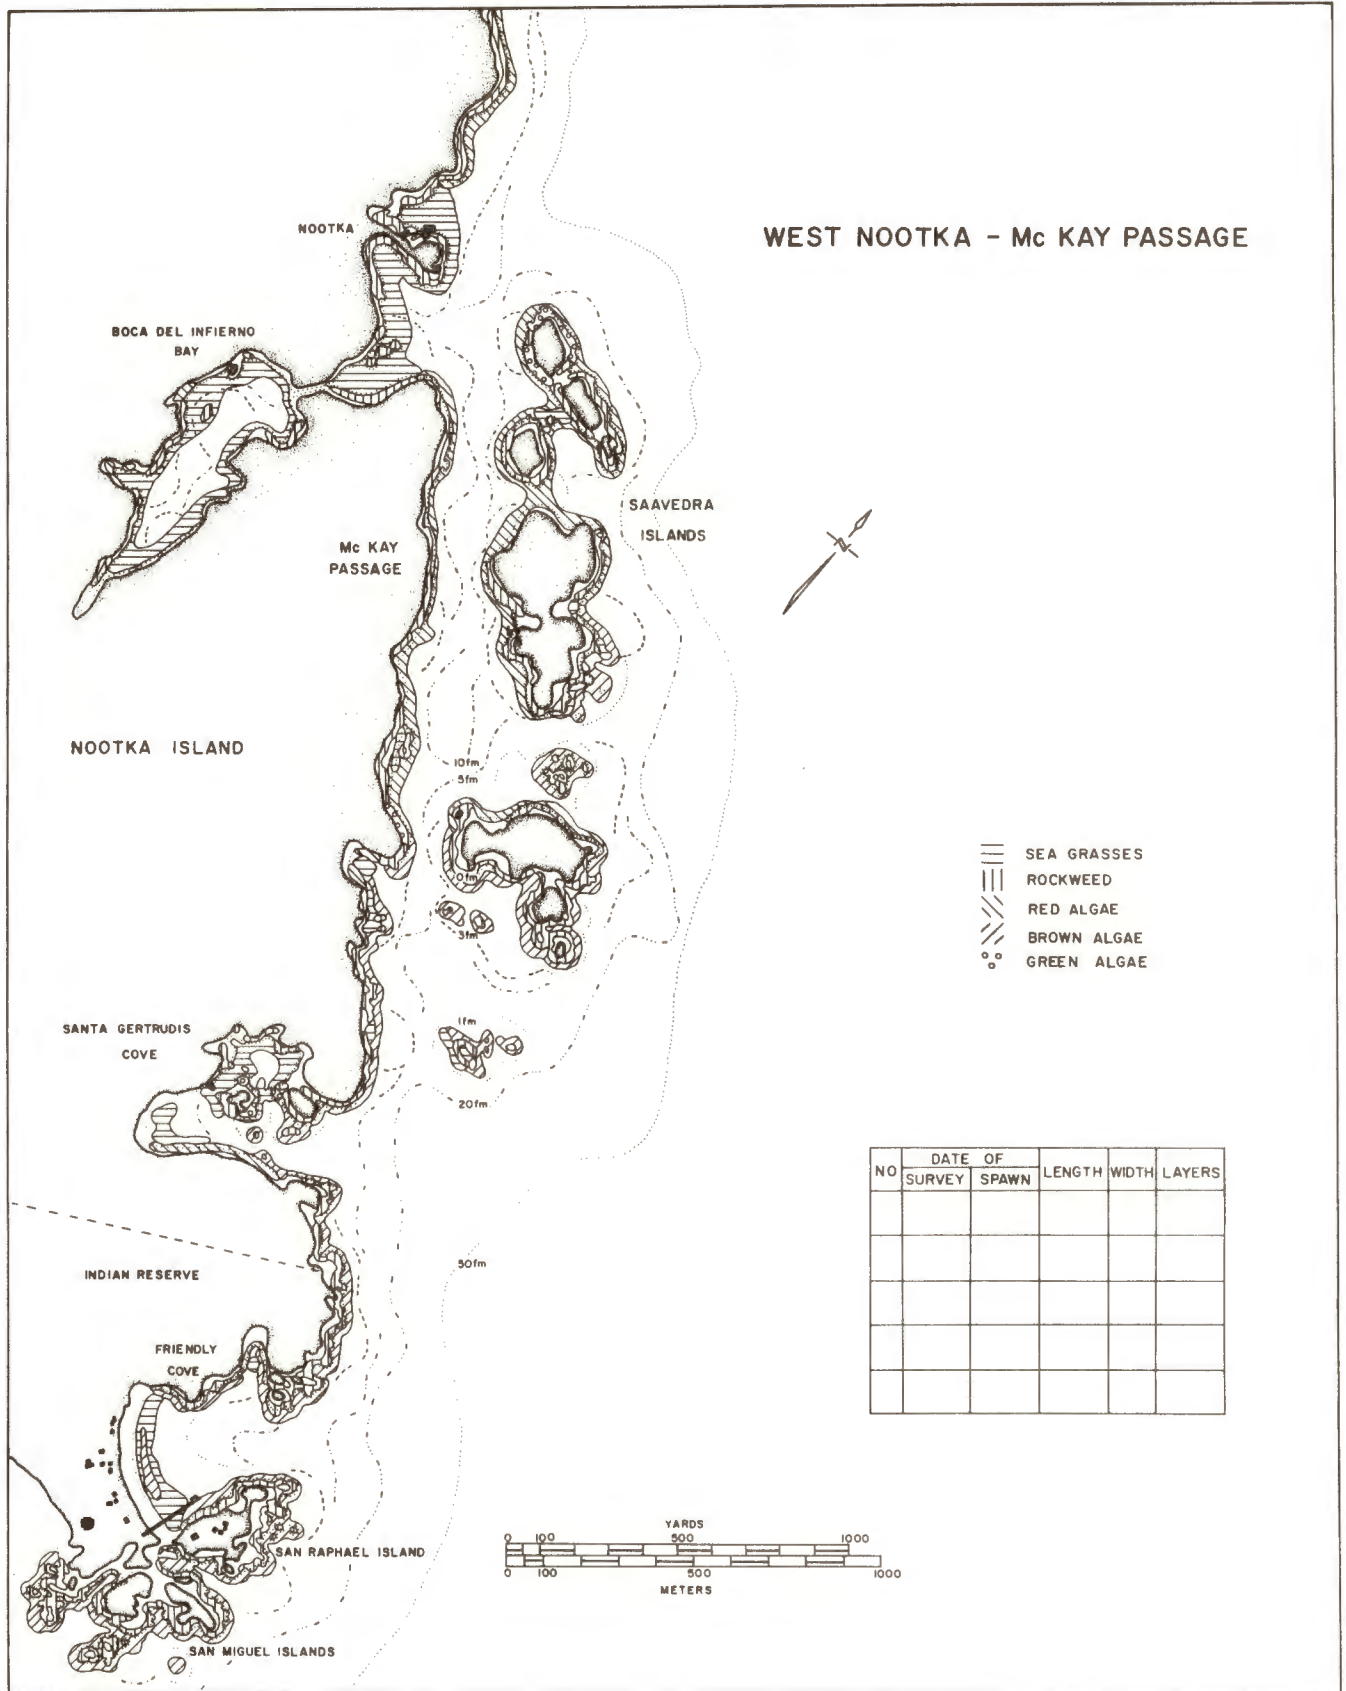 WEST NOOTKA - Mc KAY PASSAGE
NOOTKA
BOCA DEL INFIERNO
BAY
SAAVEDRA
ISLANDS
Mc KAY
PASSAGE
N
NOOTKA ISLAND
10fm
5fm
0fm
3fm
SEA GRASSES
ROCKWEED
RED ALGAE
BROWN ALGAE
GREEN ALGAE
SANTA GERTRUDIS
COVE
1fm
20fm
NO DATE OF LENGTH WIDTH LAYERS
SURVEY SPAWN
50fm
INDIAN RESERVE
FRIENDLY
COVE
SAN RAPHAEL ISLAND
SAN MIGUEL ISLANDS
YARDS
0 100 500 1000
0 100 500 1000
METERS